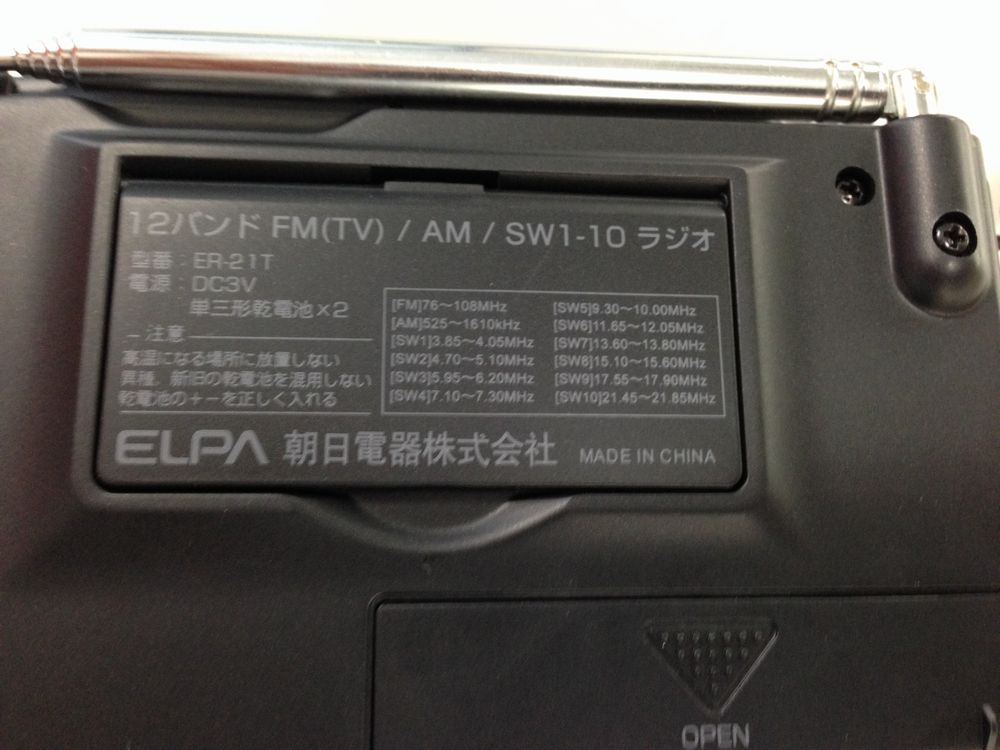 12バンド FM(TV) / AM / SW1-10 ラジオ
型番：ER-21T
電源：DC3V
単三形乾電池×2
注意
高温になる場所に放置しない
異種、新旧の乾電池を混用しない
乾電池の＋－を正しく入れる
[FM]76～108MHz
[AM]525～1610kHz
[SW1]3.85～4.05MHz
[SW2]4.70～5.10MHz
[SW3]5.95～6.20MHz
[SW4]7.10～7.30MHz
[SW5]9.30～10.00MHz
[SW6]11.65～12.05MHz
[SW7]13.60～13.80MHz
[SW8]15.10～15.60MHz
[SW9]17.55～17.90MHz
[SW10]21.45～21.85MHz
ELPA 朝日電器株式会社 MADE IN CHINA
OPEN